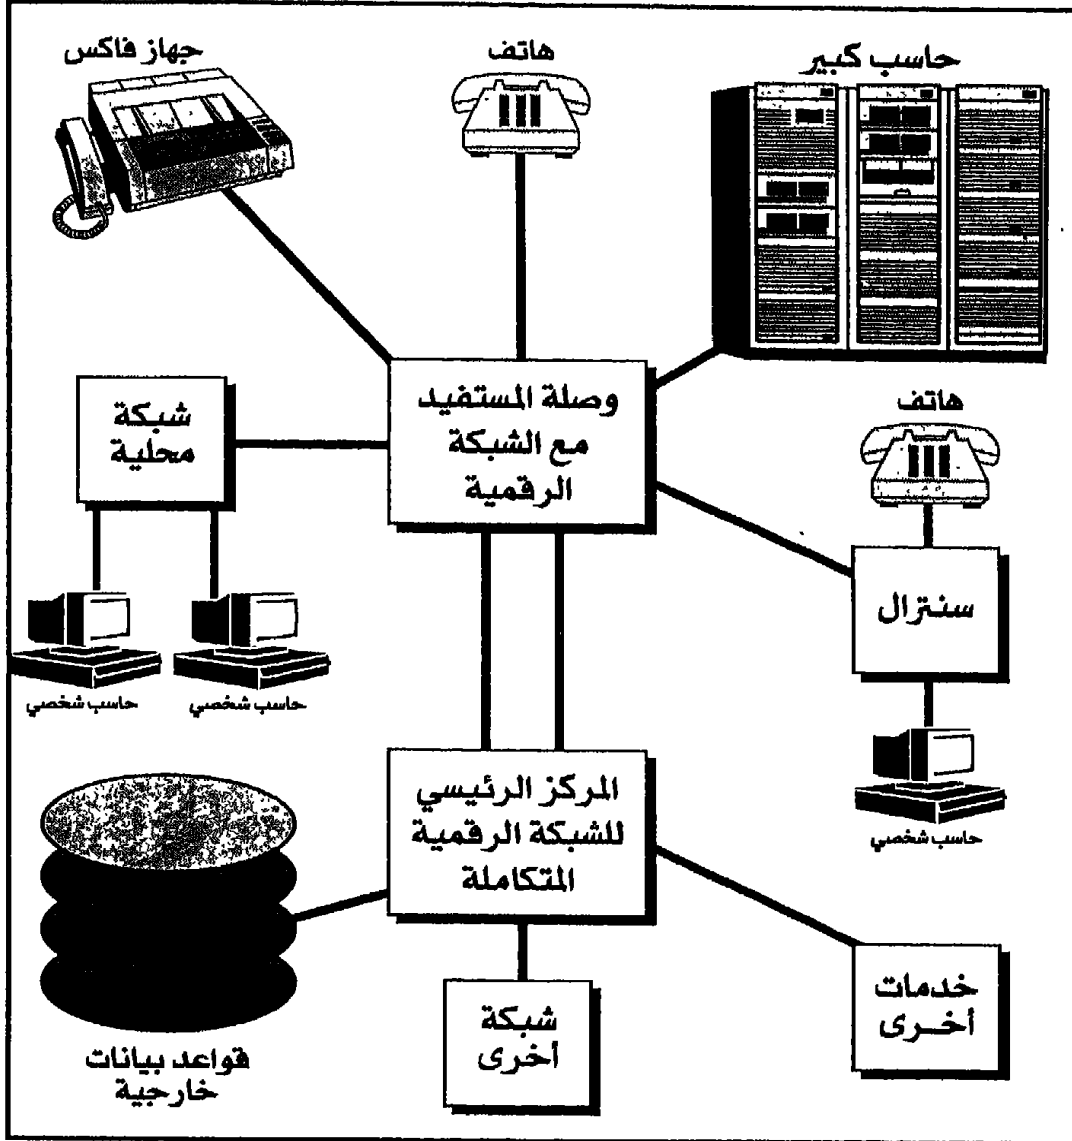 حاسب كبير
هاتف
جهاز فاكس
وصلة المستفيد
مع الشبكة
الرقمية
شبكة
محلية
هاتف
سنترال
حاسب شخصي
حاسب شخصي
حاسب شخصي
المركز الرئيسي
للشبكة الرقمية
المتكاملة
خدمات
أخرى
شبكة
أخرى
قواعد بيانات
خارجية